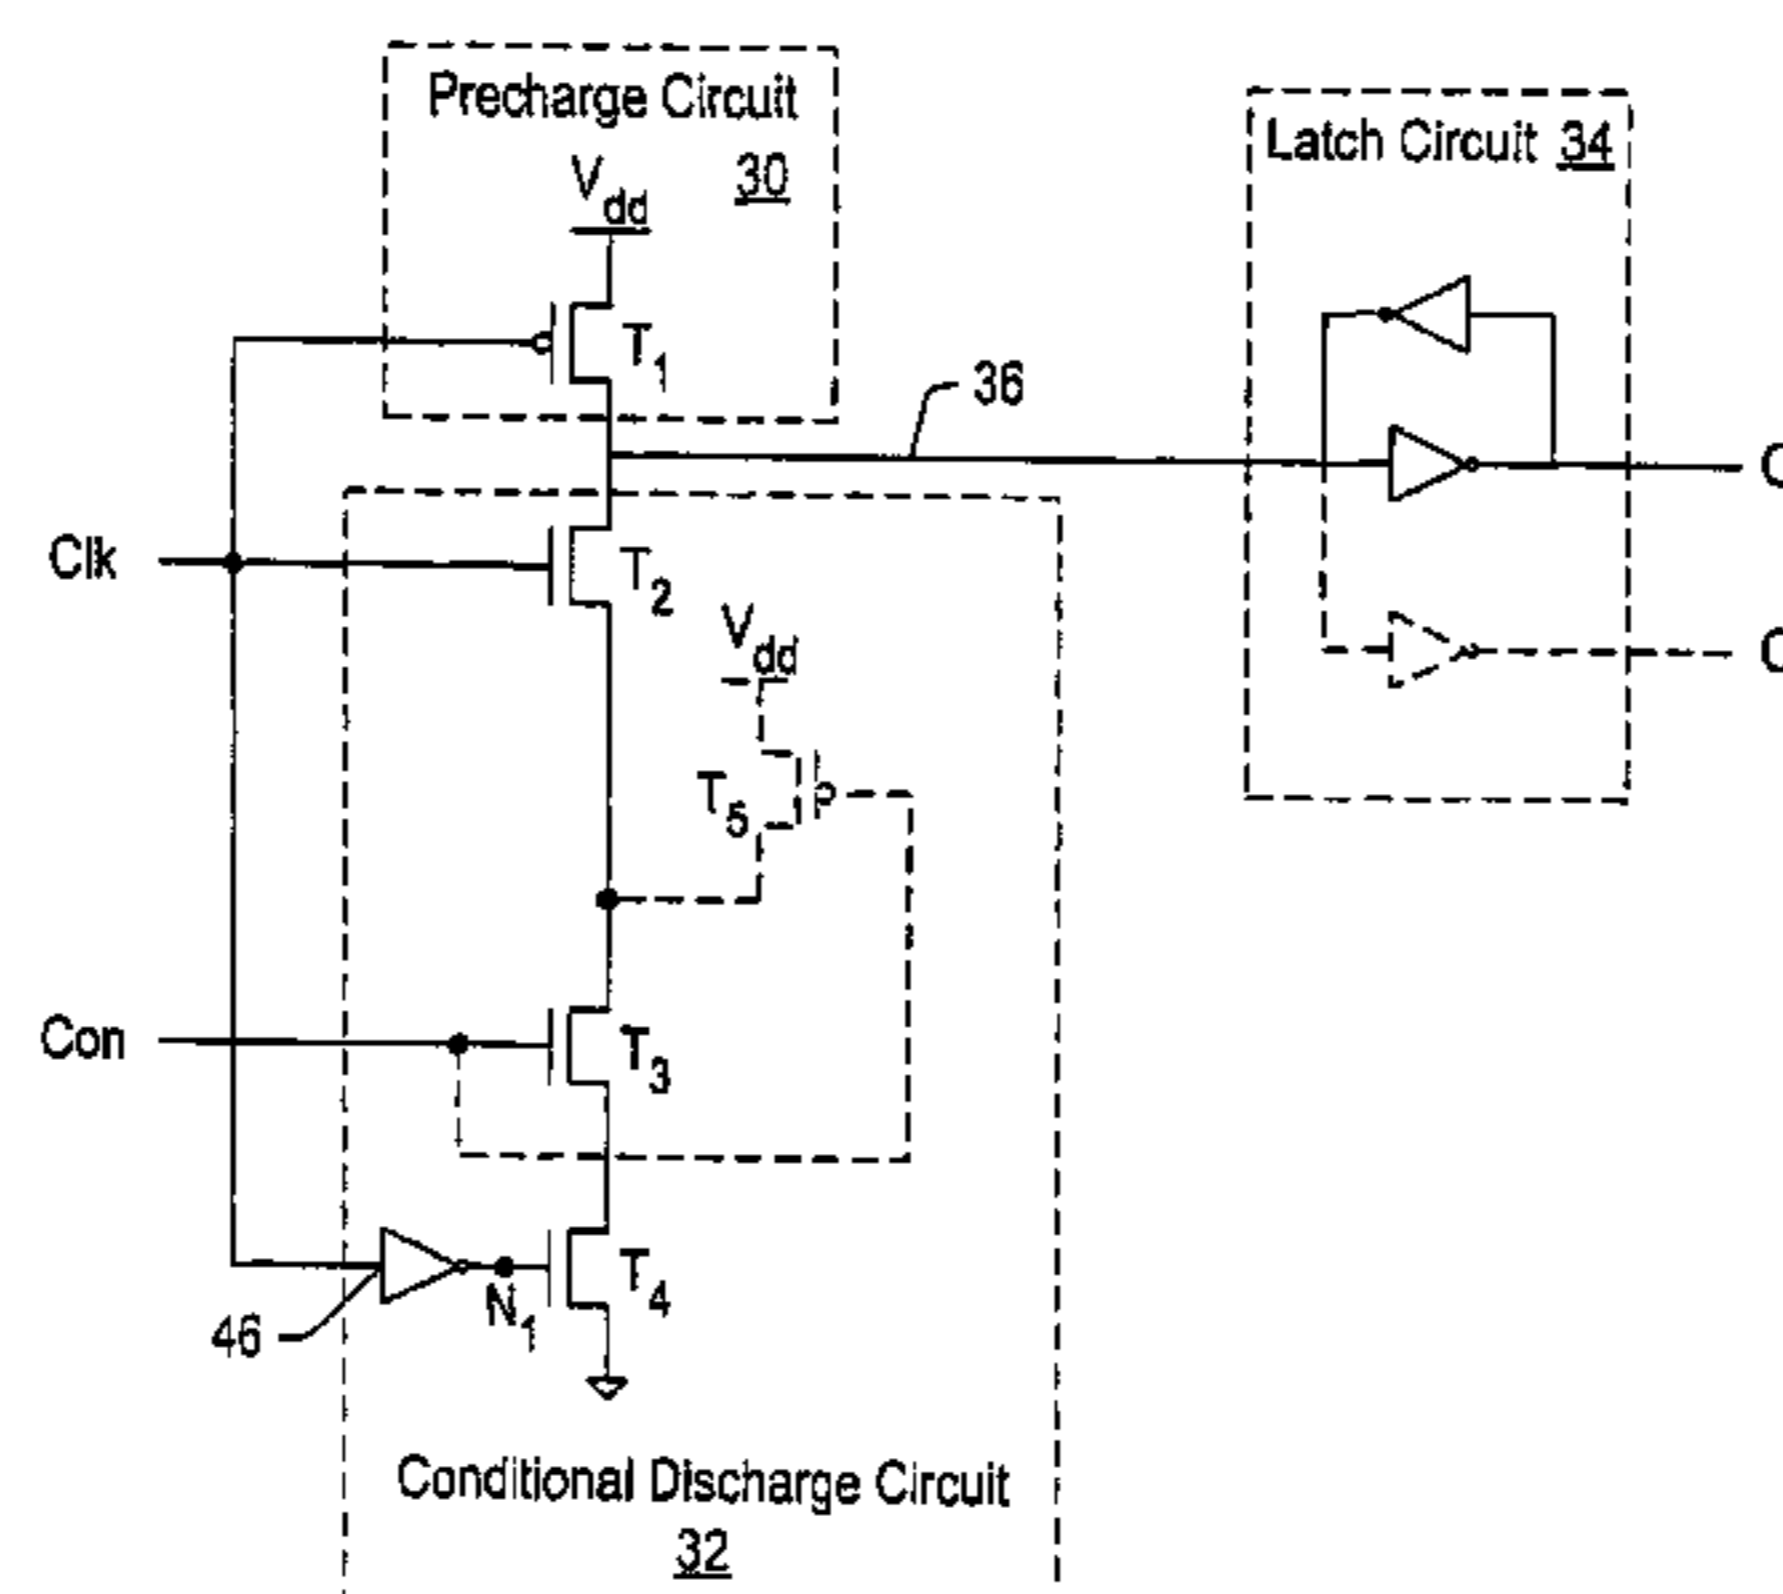 Precharge Circuit
30
Vdd
Latch Circuit 34
T1
36
Clk
T2
Vdd
T5
Con
T3
T4
N1
46
Conditional Discharge Circuit
32